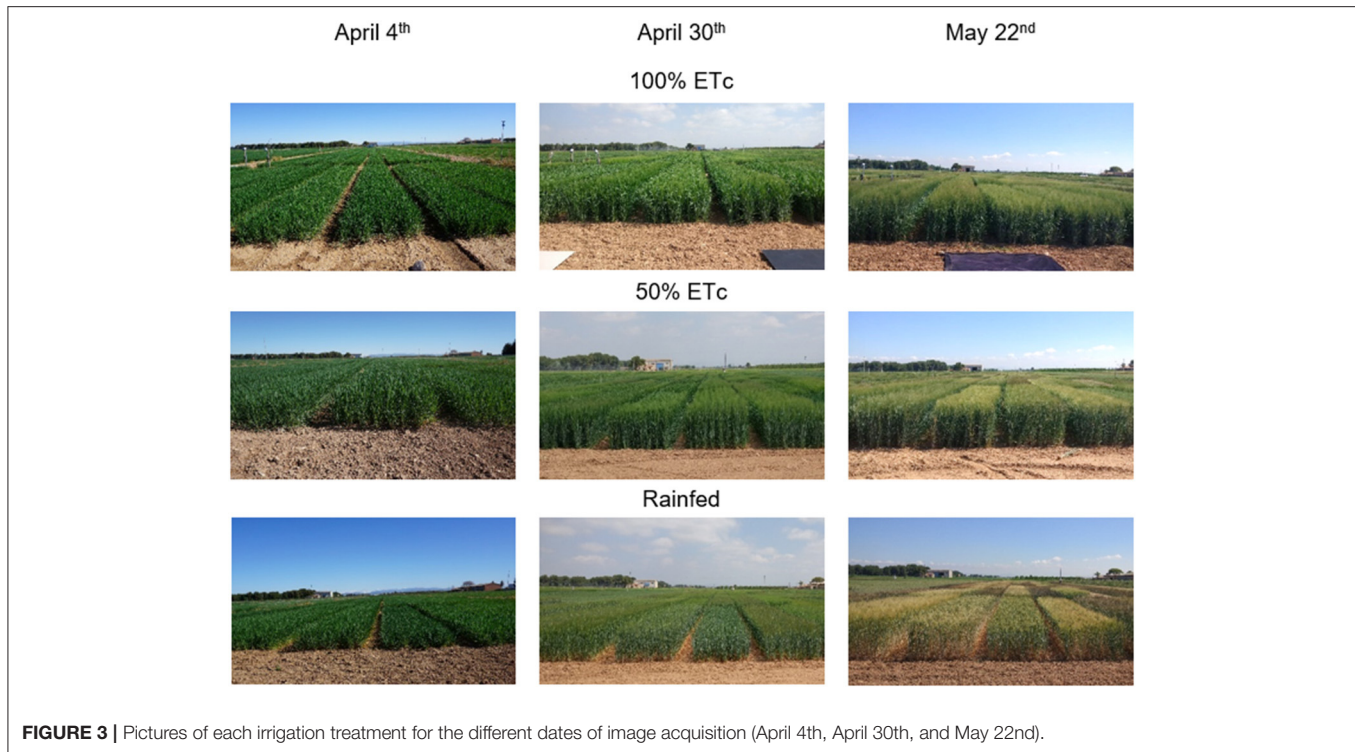 April 4th April 30th May 22nd
100% ETc
50% ETc
Rainfed
FIGURE 3 | Pictures of each irrigation treatment for the different dates of image acquisition (April 4th, April 30th, and May 22nd).